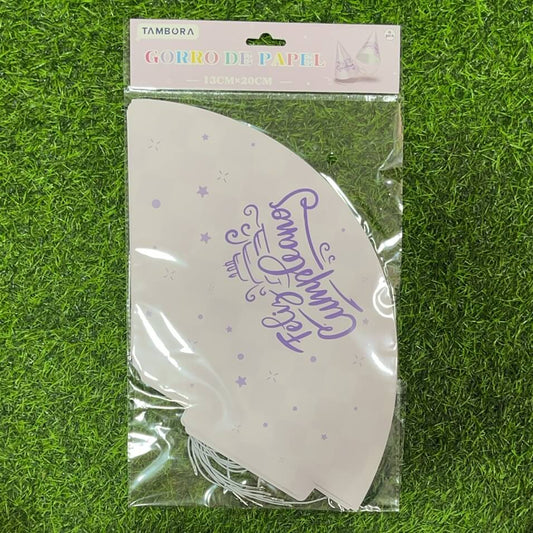 TAMBORA
GORRO DE PAPEL
13CM×20CM
Feliz
Cumpleaños